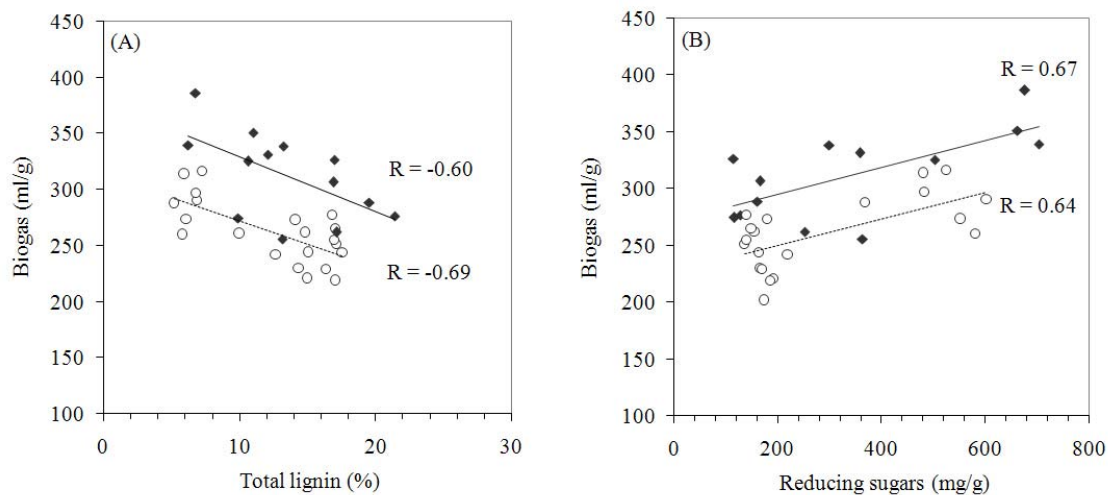 (A)
450
400
350
300
250
200
150
100
0
10
20
30
Biogas (ml/g)
Total lignin (%)
R = -0.60
R = -0.69
(B)
450
400
350
300
250
200
150
100
0
200
400
600
800
Biogas (ml/g)
Reducing sugars (mg/g)
R = 0.67
R = 0.64